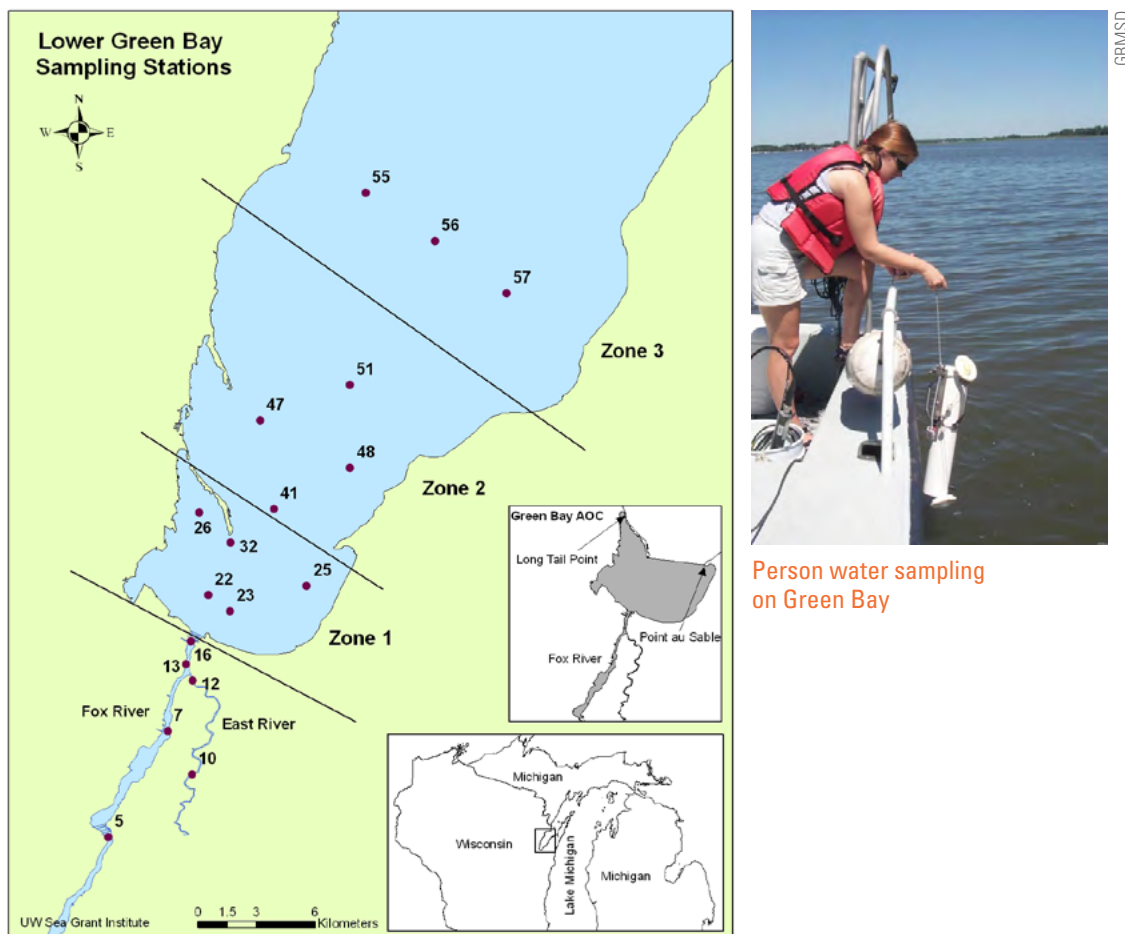 Lower Green Bay
Sampling Stations
N
W E
S
55
56
57
Zone 3
51
47
48
Zone 2
41
26
32
25
22
23
Zone 1
16
13
12
Fox River
7
East River
10
5
UW Sea Grant Institute
0 1.5 3 6
Kilometers
Green Bay AOC
Long Tail Point
Point au Sable
Fox River
Michigan
Wisconsin
Lake Michigan
Michigan
GBMSD
Person water sampling
on Green Bay